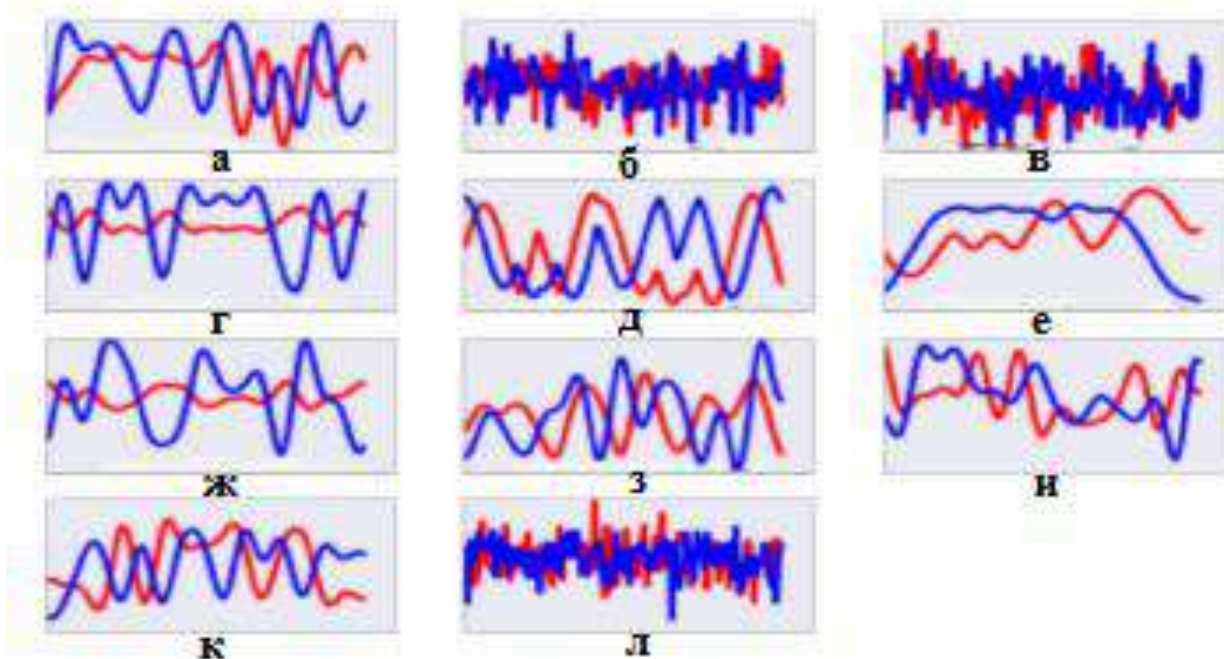 а б в
г д е
ж з и
к л